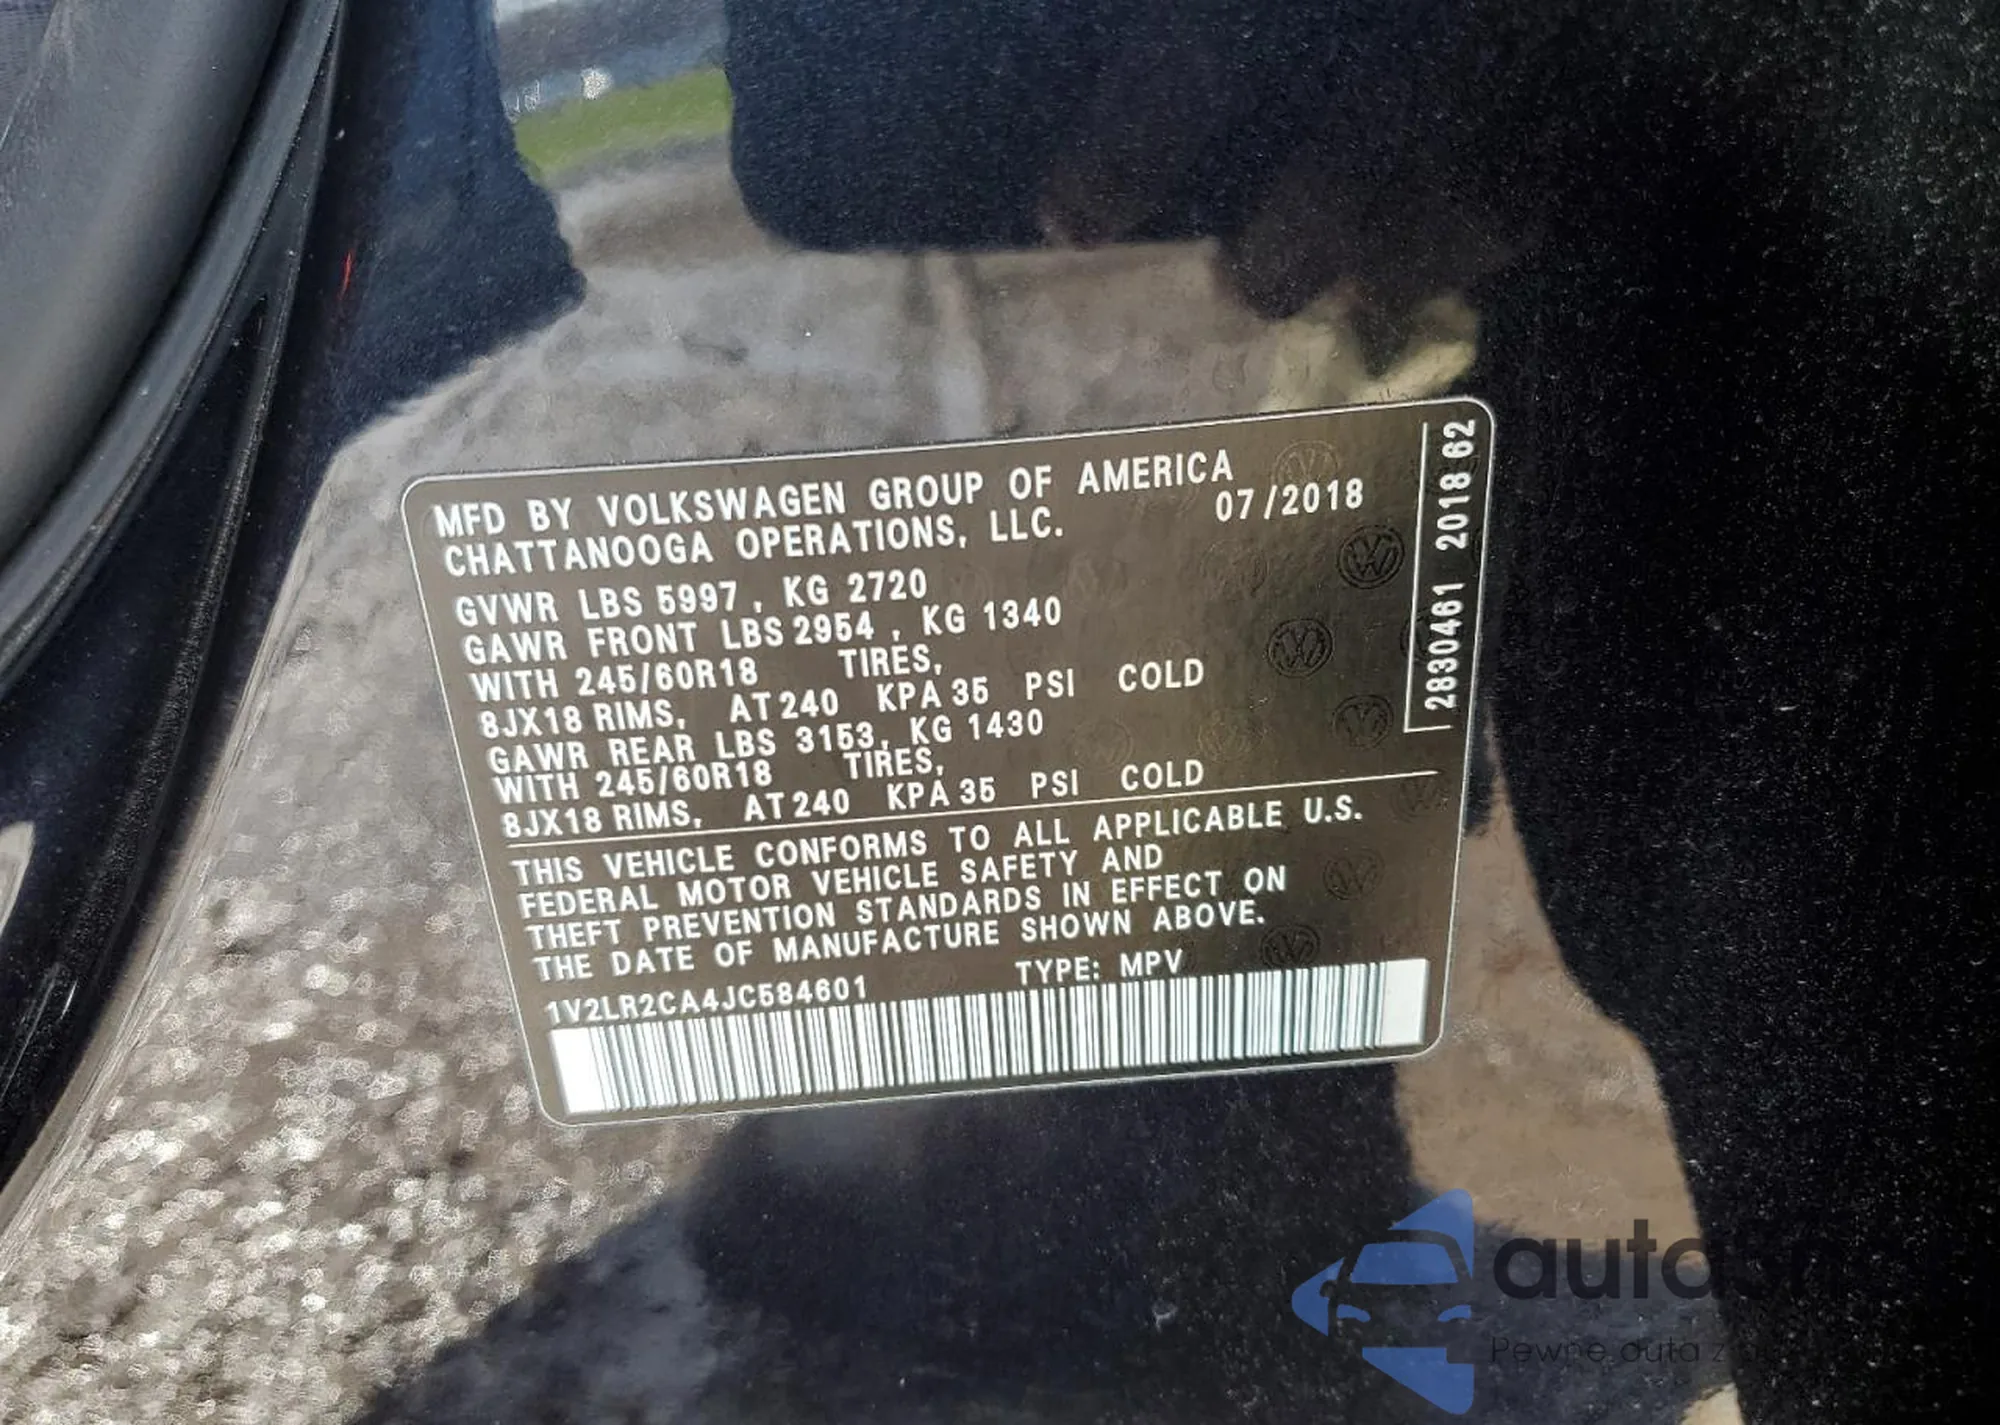 MFD BY VOLKSWAGEN GROUP OF AMERICA
CHATTANOOGA OPERATIONS, LLC. 07/2018
GVWR LBS 5997 , KG 2720
GAWR FRONT LBS 2954 , KG 1340
WITH 245/60R18 TIRES,
8JX18 RIMS, AT 240 KPA 35 PSI COLD
GAWR REAR LBS 3153, KG 1430
WITH 245/60R18 TIRES,
8JX18 RIMS, AT 240 KPA 35 PSI COLD
THIS VEHICLE CONFORMS TO ALL APPLICABLE U.S.
FEDERAL MOTOR VEHICLE SAFETY AND
THEFT PREVENTION STANDARDS IN EFFECT ON
THE DATE OF MANUFACTURE SHOWN ABOVE.
1V2LR2CA4JC584601 TYPE: MPV
2830461 2018 62
Pewne auta z